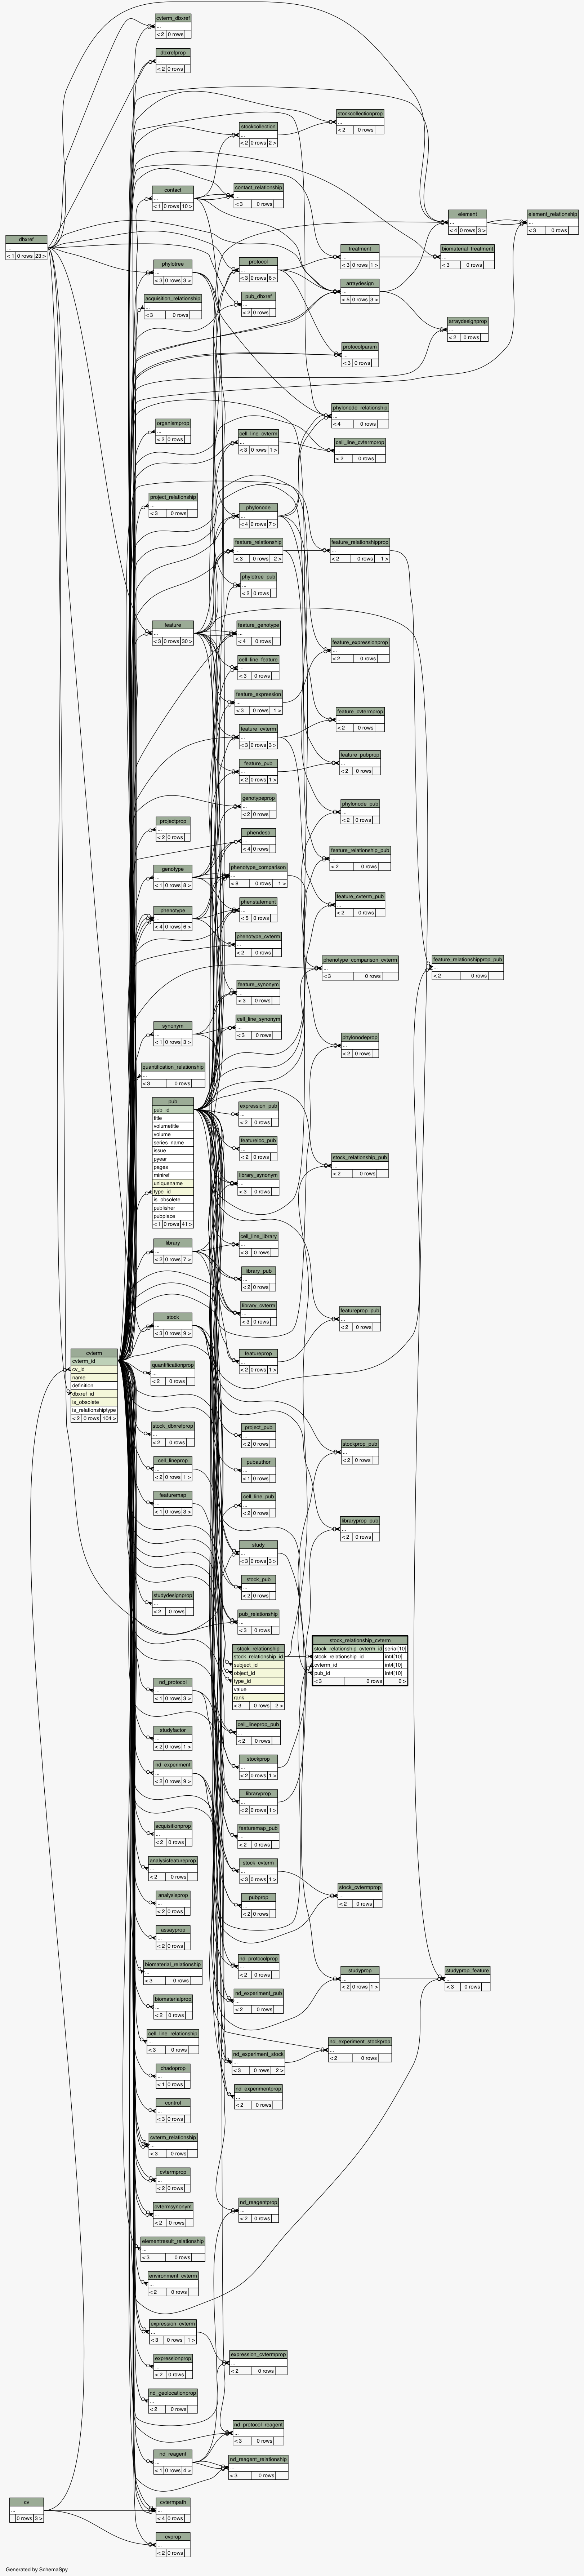 cvterm_dbxref
...
< 2 0 rows
dbxrefprop
...
< 2 0 rows
stockcollectionprop
...
< 2 0 rows
stockcollection
...
< 2 0 rows 2 >
contact
...
< 1 0 rows 10 >
contact_relationship
...
< 3 0 rows
element
...
< 4 0 rows 3 >
element_relationship
...
< 3 0 rows
dbxref
...
< 1 0 rows 23 >
treatment
...
< 3 0 rows 1 >
biomaterial_treatment
...
< 3 0 rows
phylotree
...
< 3 0 rows 3 >
protocol
...
< 3 0 rows 6 >
arraydesign
...
< 5 0 rows 3 >
acquisition_relationship
...
< 3 0 rows
pub_dbxref
...
< 2 0 rows
arraydesignprop
...
< 2 0 rows
protocolparam
...
< 3 0 rows
phylonode_relationship
...
< 4 0 rows
organismprop
...
< 2 0 rows
cell_line_cvterm
...
< 3 0 rows 1 >
cell_line_cvtermprop
...
< 2 0 rows
project_relationship
...
< 3 0 rows
phylonode
...
< 4 0 rows 7 >
feature_relationship
...
< 3 0 rows 2 >
feature_relationshipprop
...
< 2 0 rows 1 >
phylotree_pub
...
< 2 0 rows
feature
...
< 3 0 rows 30 >
feature_genotype
...
< 4 0 rows
feature_expressionprop
...
< 2 0 rows
cell_line_feature
...
< 3 0 rows
feature_expression
...
< 3 0 rows 1 >
feature_cvtermprop
...
< 2 0 rows
feature_cvterm
...
< 3 0 rows 3 >
feature_pubprop
...
< 2 0 rows
feature_pub
...
< 2 0 rows 1 >
genotypeprop
...
< 2 0 rows
phylonode_pub
...
< 2 0 rows
projectprop
...
< 2 0 rows
phendesc
...
< 4 0 rows
feature_relationship_pub
...
< 2 0 rows
genotype
...
< 1 0 rows 8 >
phenotype_comparison
...
< 8 0 rows 1 >
phenotype
...
< 4 0 rows 6 >
phenstatement
...
< 5 0 rows
feature_cvterm_pub
...
< 2 0 rows
phenotype_cvterm
...
< 2 0 rows
phenotype_comparison_cvterm
...
< 3 0 rows
feature_relationshipprop_pub
...
< 2 0 rows
feature_synonym
...
< 3 0 rows
synonym
...
< 1 0 rows 3 >
cell_line_synonym
...
< 3 0 rows
phylonodeprop
...
< 2 0 rows
quantification_relationship
...
< 3 0 rows
pub
pub_id
title
volumetitle
volume
series_name
issue
pyear
pages
miniref
uniquename
type_id
is_obsolete
publisher
pubplace
< 1 0 rows 41 >
expression_pub
...
< 2 0 rows
featureloc_pub
...
< 2 0 rows
stock_relationship_pub
...
< 2 0 rows
library_synonym
...
< 3 0 rows
library
...
< 2 0 rows 7 >
cell_line_library
...
< 3 0 rows
library_pub
...
< 2 0 rows
library_cvterm
...
< 3 0 rows
featureprop_pub
...
< 2 0 rows
stock
...
< 3 0 rows 9 >
featureprop
...
< 2 0 rows 1 >
cvterm
cvterm_id
cv_id
name
definition
dbxref_id
is_obsolete
is_relationshiptype
< 2 0 rows 104 >
quantificationprop
...
< 2 0 rows
stock_dbxrefprop
...
< 2 0 rows
project_pub
...
< 2 0 rows
stockprop_pub
...
< 2 0 rows
cell_lineprop
...
< 2 0 rows 1 >
pubauthor
...
< 1 0 rows
featuremap
...
< 1 0 rows 3 >
cell_line_pub
...
< 2 0 rows
libraryprop_pub
...
< 2 0 rows
study
...
< 3 0 rows 3 >
studydesignprop
...
< 2 0 rows
stock_pub
...
< 2 0 rows
pub_relationship
...
< 3 0 rows
stock_relationship
stock_relationship_id
subject_id
object_id
type_id
value
rank
< 3 0 rows 2 >
stock_relationship_cvterm
stock_relationship_cvterm_id serial[10]
stock_relationship_id int4[10]
cvterm_id int4[10]
pub_id int4[10]
< 3 0 rows 0 >
nd_protocol
...
< 1 0 rows 3 >
studyfactor
...
< 2 0 rows 1 >
cell_lineprop_pub
...
< 2 0 rows
nd_experiment
...
< 2 0 rows 9 >
stockprop
...
< 2 0 rows 1 >
libraryprop
...
< 2 0 rows 1 >
acquisitionprop
...
< 2 0 rows
featuremap_pub
...
< 2 0 rows
analysisfeatureprop
...
< 2 0 rows
stock_cvterm
...
< 3 0 rows 1 >
stock_cvtermprop
...
< 2 0 rows
analysisprop
...
< 2 0 rows
pubprop
...
< 2 0 rows
assayprop
...
< 2 0 rows
biomaterial_relationship
...
< 3 0 rows
nd_protocolprop
...
< 2 0 rows
studyprop
...
< 2 0 rows 1 >
studyprop_feature
...
< 3 0 rows
biomaterialprop
...
< 2 0 rows
nd_experiment_pub
...
< 2 0 rows
cell_line_relationship
...
< 3 0 rows
nd_experiment_stockprop
...
< 2 0 rows
nd_experiment_stock
...
< 3 0 rows 2 >
chadoprop
...
< 1 0 rows
nd_experimentprop
...
< 2 0 rows
control
...
< 3 0 rows
cvterm_relationship
...
< 3 0 rows
cvtermprop
...
< 2 0 rows
cvtermsynonym
...
< 2 0 rows
nd_reagentprop
...
< 2 0 rows
elementresult_relationship
...
< 3 0 rows
environment_cvterm
...
< 2 0 rows
expression_cvterm
...
< 3 0 rows 1 >
expressionprop
...
< 2 0 rows
expression_cvtermprop
...
< 2 0 rows
nd_geolocationprop
...
< 2 0 rows
nd_protocol_reagent
...
< 3 0 rows
nd_reagent
...
< 1 0 rows 4 >
nd_reagent_relationship
...
< 3 0 rows
cv
...
0 rows 3 >
cvtermpath
...
< 4 0 rows
cvprop
...
< 2 0 rows
Generated by SchemaSpy